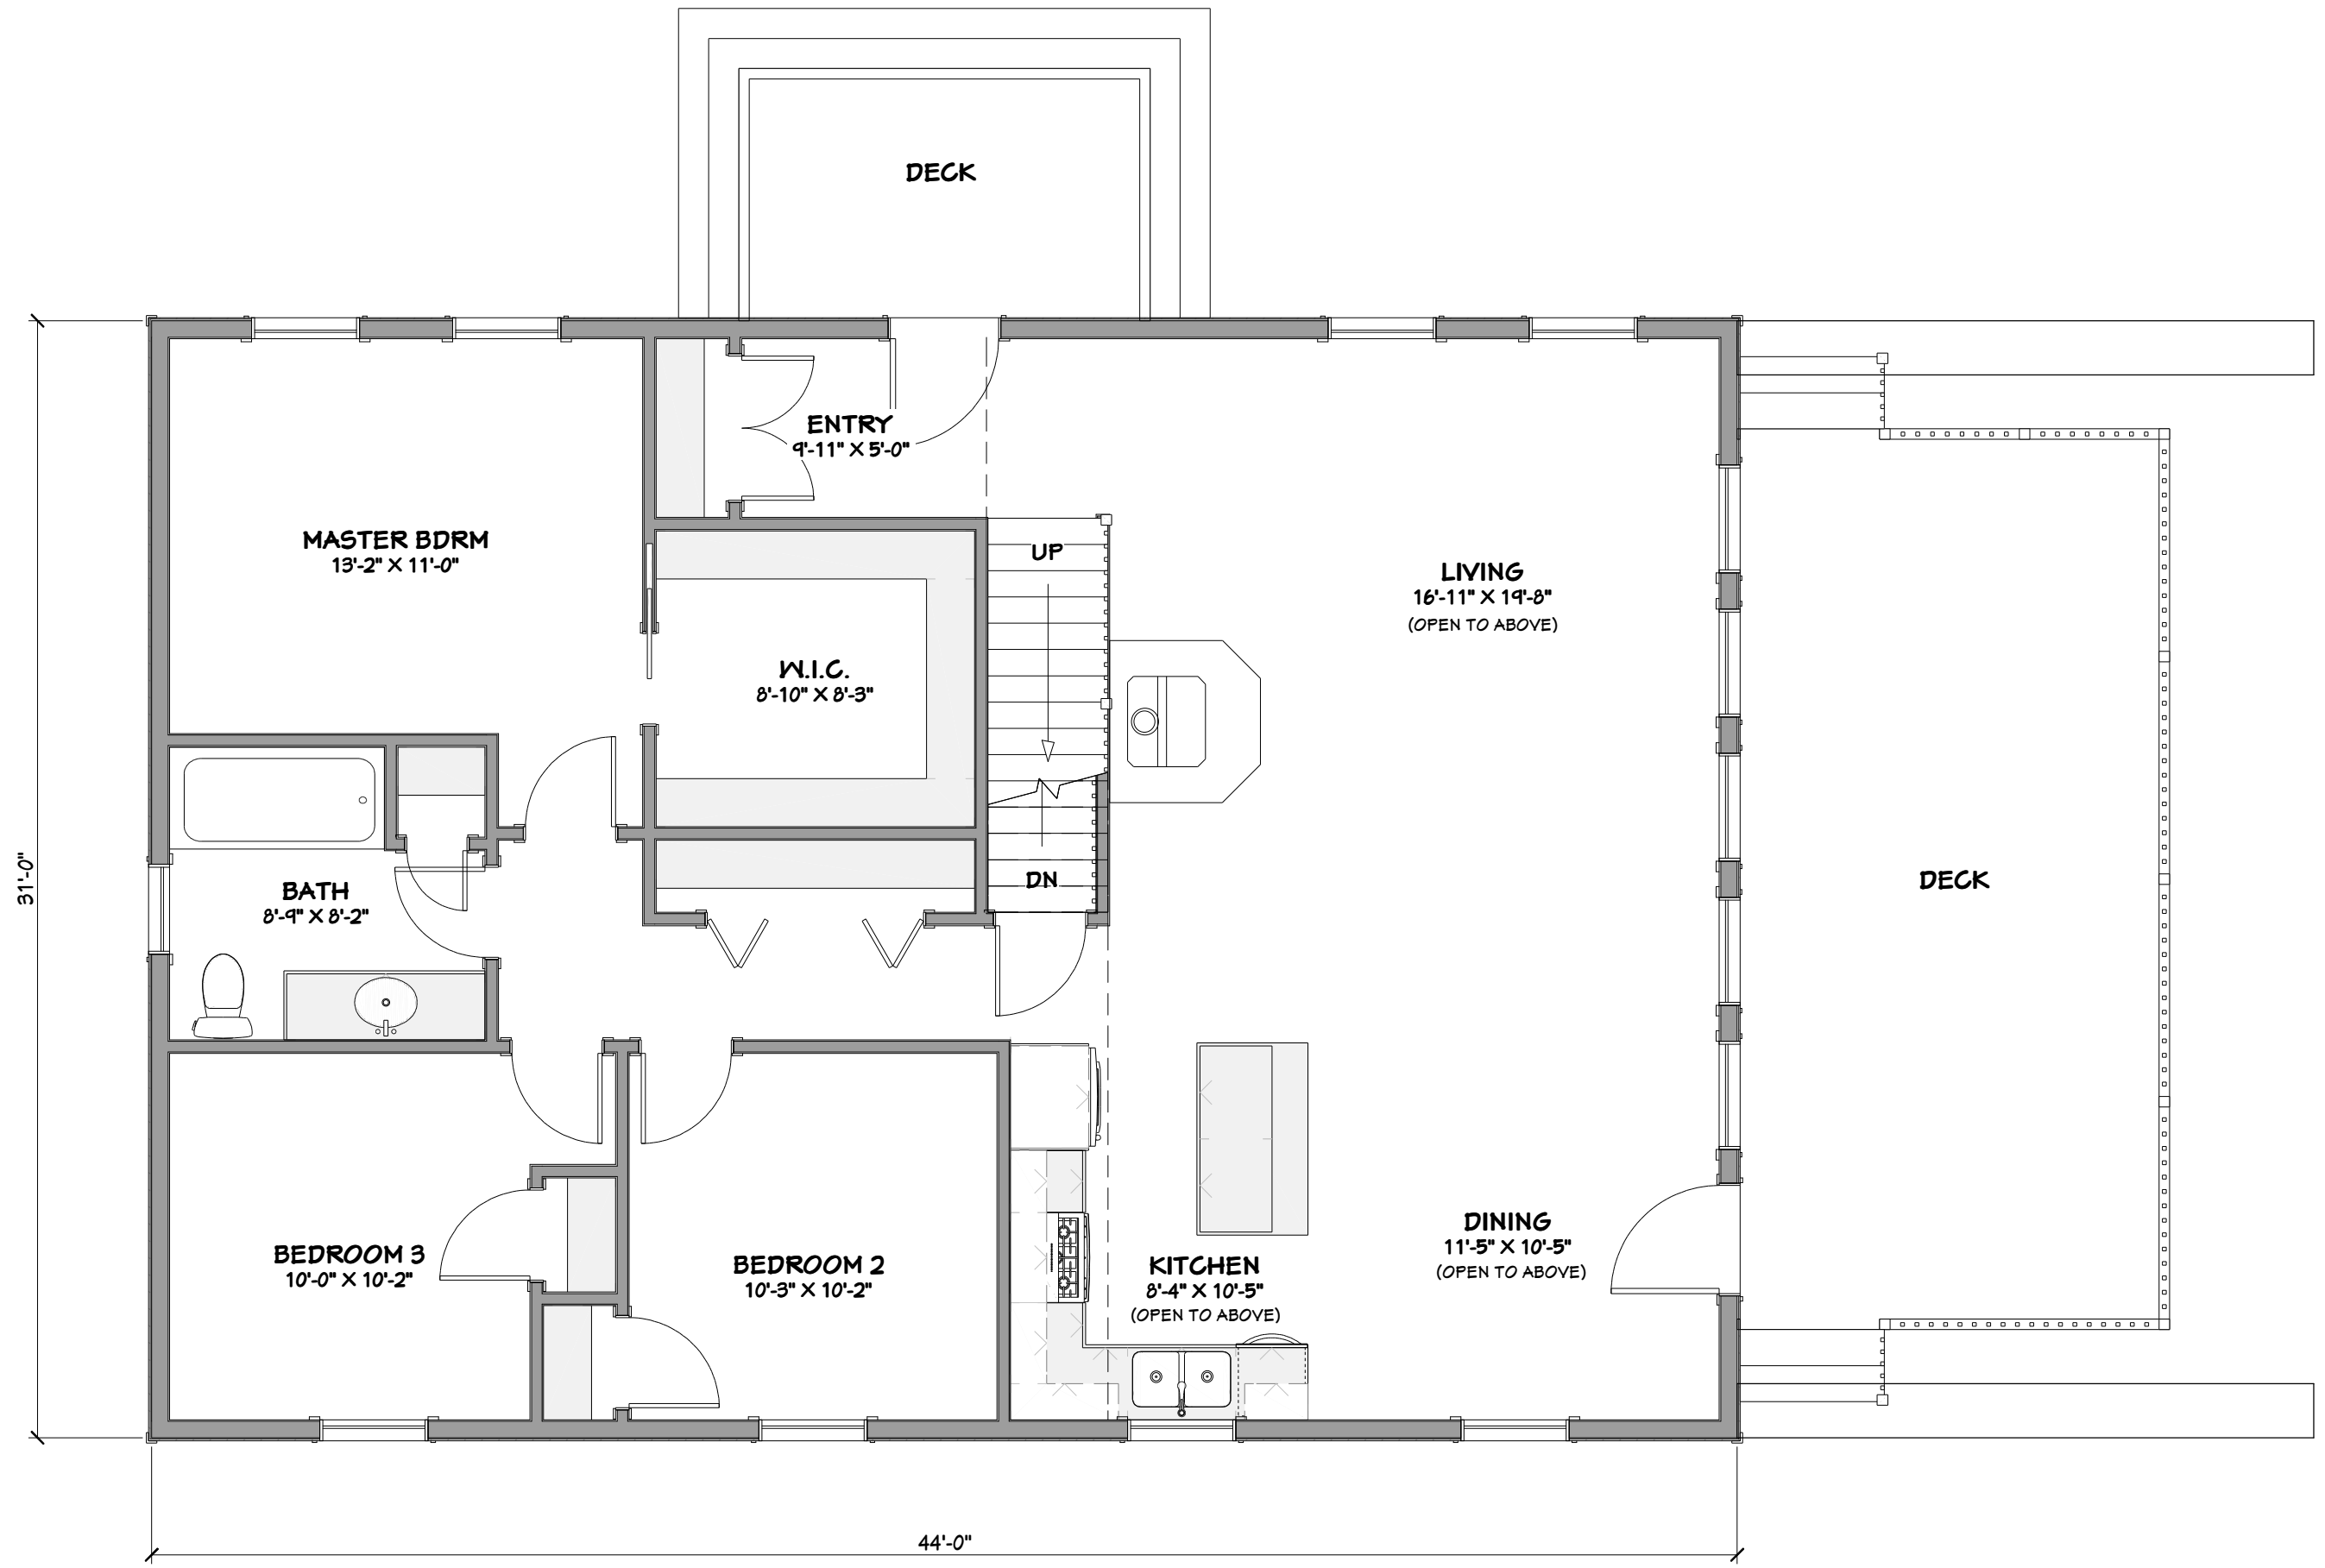 DECK
ENTRY
9'-11" X 5'-0"
MASTER BDRM
13'-2" X 11'-0"
UP
LIVING
16'-11" X 19'-8"
(OPEN TO ABOVE)
W.I.C.
8'-10" X 8'-3"
31'-0"
BATH
8'-9" X 8'-2"
DN
DECK
BEDROOM 3
10'-0" X 10'-2"
BEDROOM 2
10'-3" X 10'-2"
KITCHEN
8'-4" X 10'-5"
(OPEN TO ABOVE)
DINING
11'-5" X 10'-5"
(OPEN TO ABOVE)
44'-0"